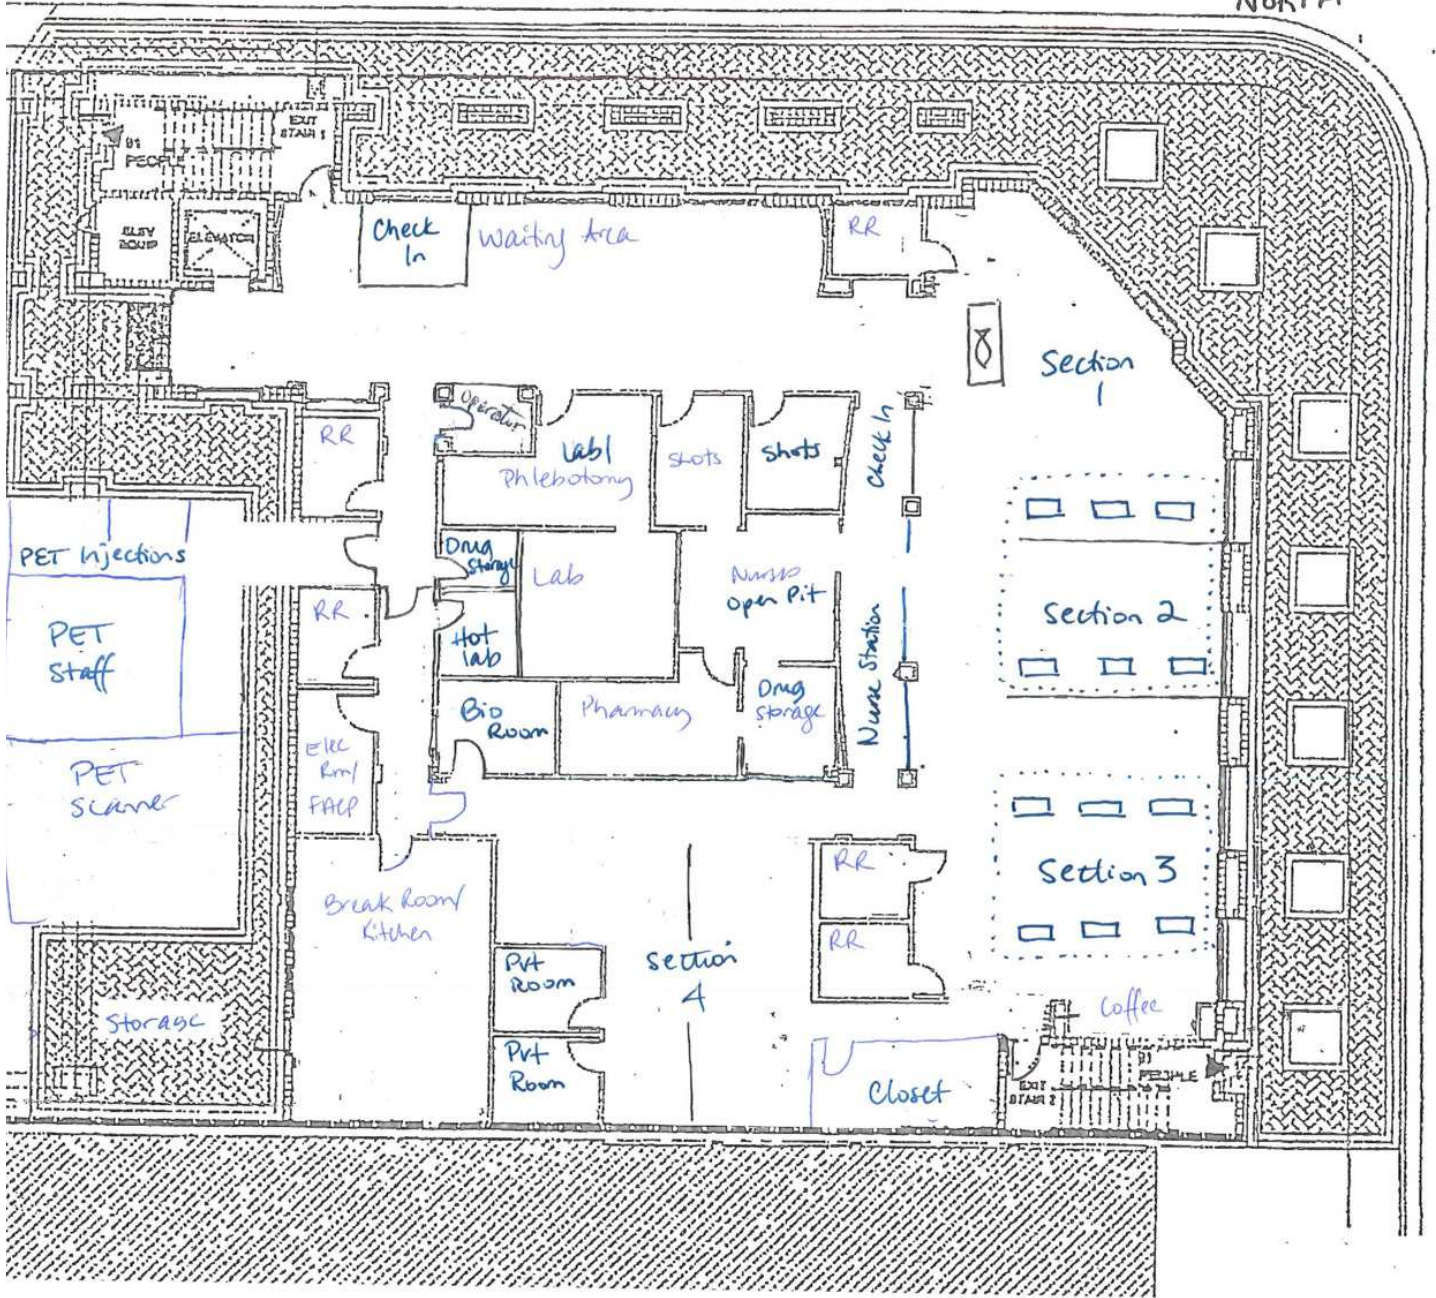 NORTH
EXIT
STAIR 1
91
PEOPLE
ELEV
EQUIP
ELEVATOR
Check
In
Waiting Area
RR
Section
1
RR
Operator
Lab/
Phlebotomy
Shots
Shots
Check In
PET Injections
Drug
Storage
Lab
Nurses
Open Pit
Section 2
PET
Staff
RR
Hot
lab
Nurse Station
Bio
Room
Pharmacy
Drug
Storage
Elec
Rm/
FACP
PET
Scanner
RR
Section 3
Break Room/
Kitchen
RR
Pvt
Room
Section
4
Storage
Coffee
Pvt
Room
Closet
EXIT
STAIR 2
91
PEOPLE